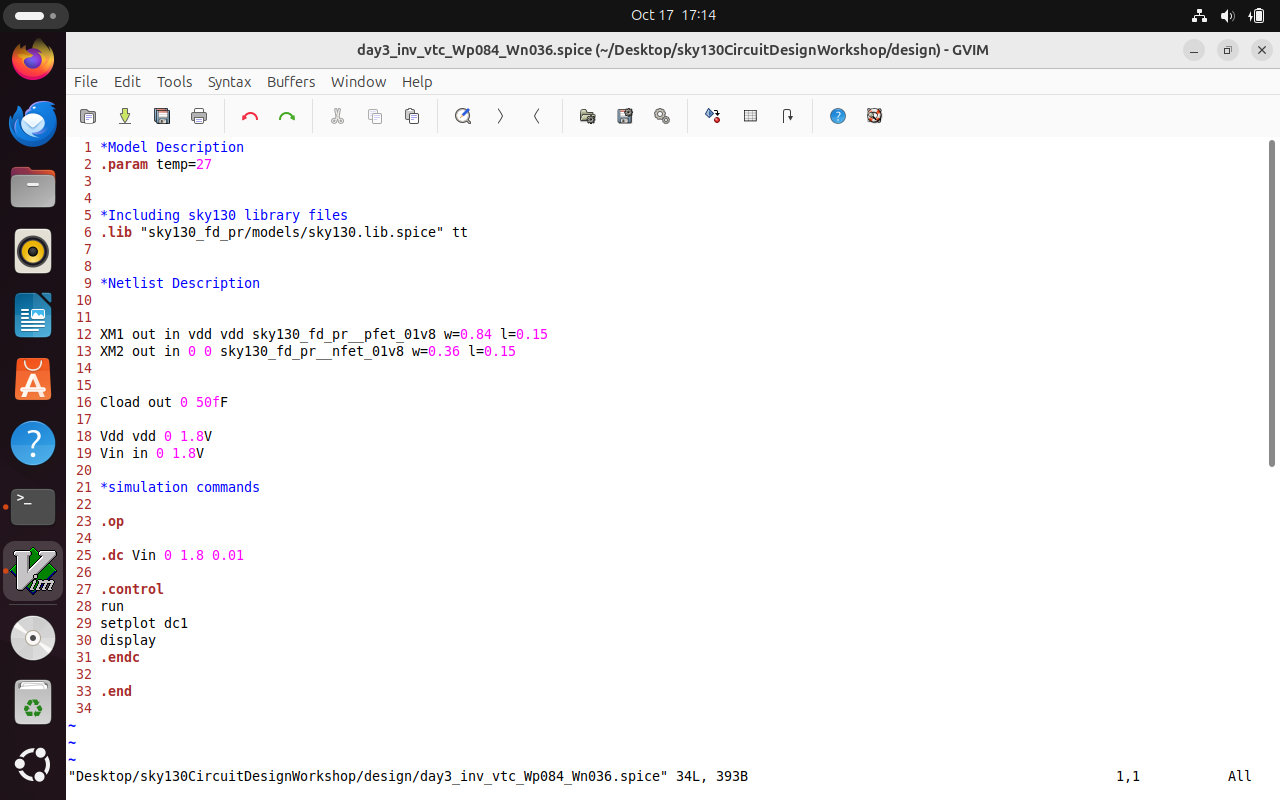 Oct 17 17:14
day3_inv_vtc_Wp084_Wn036.spice (~/Desktop/sky130CircuitDesignWorkshop/design) - GVIM
File Edit Tools Syntax Buffers Window Help
1 *Model Description
2 .param temp=27
3
4
5 *Including sky130 library files
6 .lib "sky130_fd_pr/models/sky130.lib.spice" tt
7
8
9 *Netlist Description
10
11
12 XM1 out in vdd vdd sky130_fd_pr__pfet_01v8 w=0.84 l=0.15
13 XM2 out in 0 0 sky130_fd_pr__nfet_01v8 w=0.36 l=0.15
14
15
16 Cload out 0 50fF
17
18 Vdd vdd 0 1.8V
19 Vin in 0 1.8V
20
21 *simulation commands
22
23 .op
24
25 .dc Vin 0 1.8 0.01
26
27 .control
28 run
29 setplot dc1
30 display
31 .endc
32
33 .end
34
~
~
~
"Desktop/sky130CircuitDesignWorkshop/design/day3_inv_vtc_Wp084_Wn036.spice" 34L, 393B 1,1 All